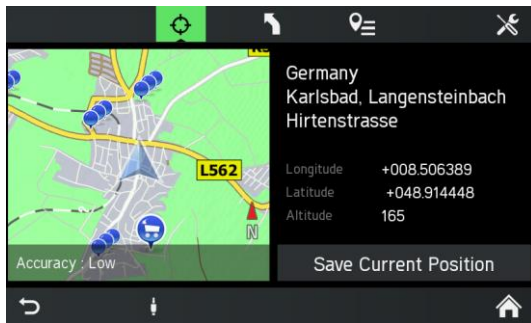 Germany
Karlsbad, Langensteinbach
Hirtenstrasse
L562
Longitude +008.506389
Latitude +048.914448
Altitude 165
N
Accuracy : Low
Save Current Position